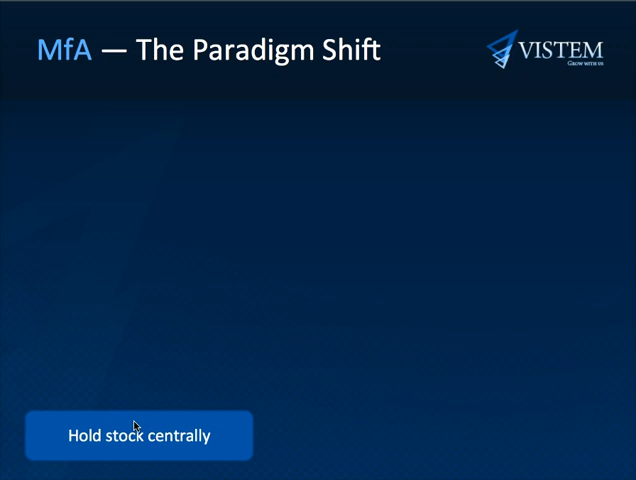 MfA — The Paradigm Shift
VISTEM
GROW WITH US
Hold stock centrally